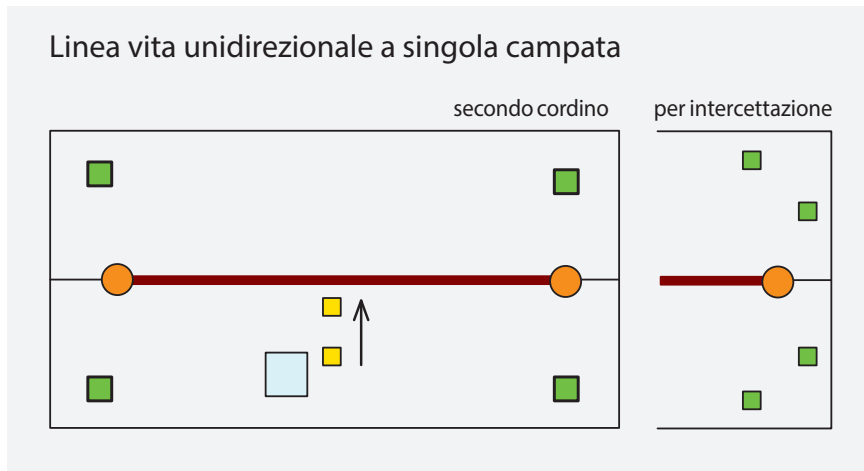 Linea vita unidirezionale a singola campata
secondo cordino
per intercettazione